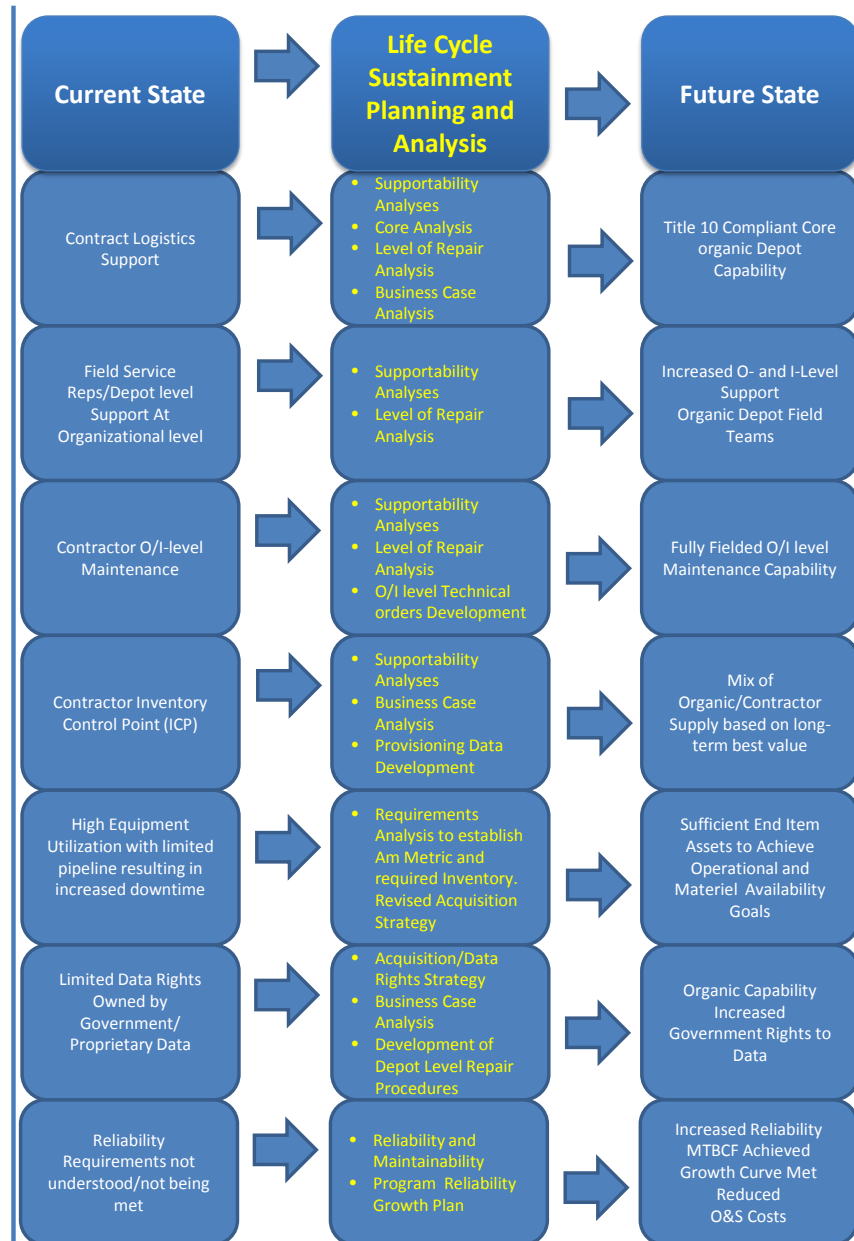 Current State
Life Cycle
Sustainment
Planning and
Analysis
Future State
Contract Logistics
Support
• Supportability
Analyses
• Core Analysis
• Level of Repair
Analysis
• Business Case
Analysis
Title 10 Compliant Core
organic Depot
Capability
Field Service
Reps/Depot level
Support At
Organizational level
• Supportability
Analyses
• Level of Repair
Analysis
Increased O- and I-Level
Support
Organic Depot Field
Teams
Contractor O/I-level
Maintenance
• Supportability
Analyses
• Level of Repair
Analysis
• O/I level Technical
orders Development
Fully Fielded O/I level
Maintenance Capability
Contractor Inventory
Control Point (ICP)
• Supportability
Analyses
• Business Case
Analysis
• Provisioning Data
Development
Mix of
Organic/Contractor
Supply based on long-
term best value
High Equipment
Utilization with limited
pipeline resulting in
increased downtime
• Requirements
Analysis to establish
Am Metric and
required Inventory.
Revised Acquisition
Strategy
Sufficient End Item
Assets to Achieve
Operational and
Materiel Availability
Goals
Limited Data Rights
Owned by
Government/
Proprietary Data
• Acquisition/Data
Rights Strategy
• Business Case
Analysis
• Development of
Depot Level Repair
Procedures
Organic Capability
Increased
Government Rights to
Data
Reliability
Requirements not
understood/not being
met
• Reliability and
Maintainability
• Program Reliability
Growth Plan
Increased Reliability
MTBCF Achieved
Growth Curve Met
Reduced
O&S Costs